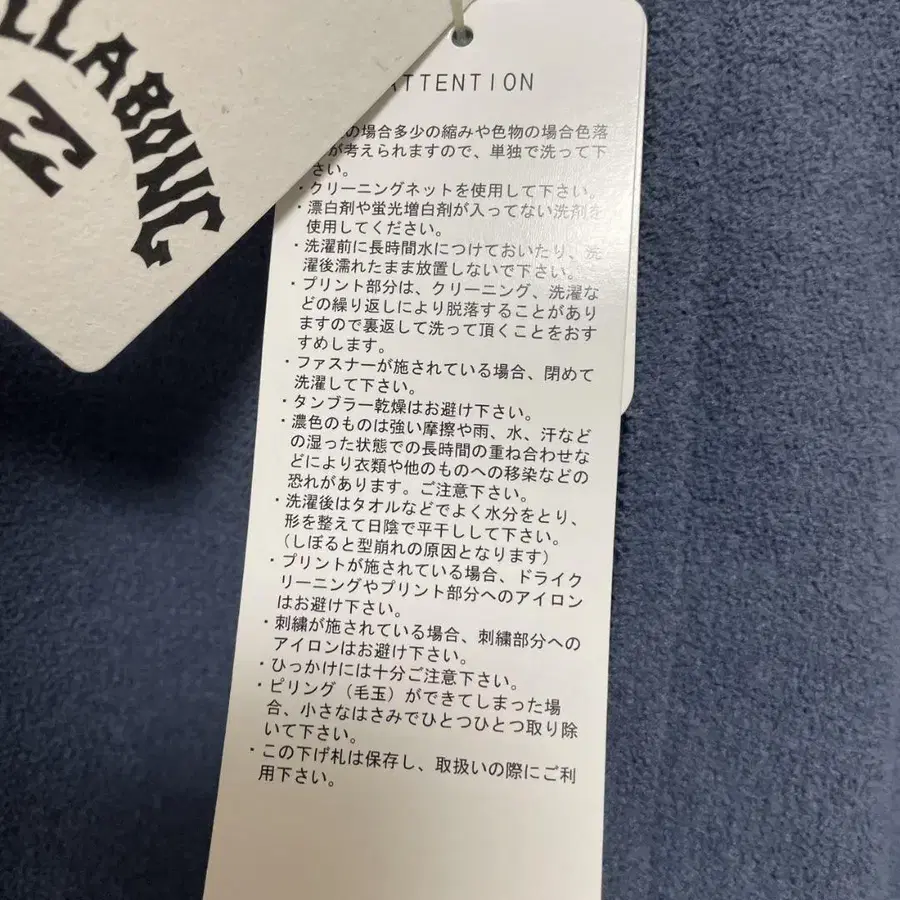 LLABONG
ATTENTION
の場合多少の縮みや色物の場合色落
が考えられますので、単独で洗って下
さい。
・クリーニングネットを使用して下さい。
・漂白剤や蛍光増白剤が入ってない洗剤を
使用してください。
・洗濯前に長時間水につけておいたり、洗
濯後濡れたまま放置しないで下さい。
・プリント部分は、クリーニング、洗濯な
どの繰り返しにより脱落することがあり
ますので裏返して洗って頂くことをおす
すめします。
・ファスナーが施されている場合、閉めて
洗濯して下さい。
・タンブラー乾燥はお避け下さい。
・濃色のものは強い摩擦や雨、水、汗など
の湿った状態での長時間の重ね合わせな
どにより衣類や他のものへの移染などの
恐れがあります。ご注意下さい。
・洗濯後はタオルなどでよく水分をとり、
形を整えて日陰で平干しして下さい。
（しぼると型崩れの原因となります）
・プリントが施されている場合、ドライク
リーニングやプリント部分へのアイロン
はお避け下さい。
・刺繍が施されている場合、刺繍部分への
アイロンはお避け下さい。
・ひっかけには十分ご注意下さい。
・ピリング（毛玉）ができてしまった場
合、小さなはさみでひとつひとつ取り除
いて下さい。
・この下げ札は保存し、取扱いの際にご利
用下さい。